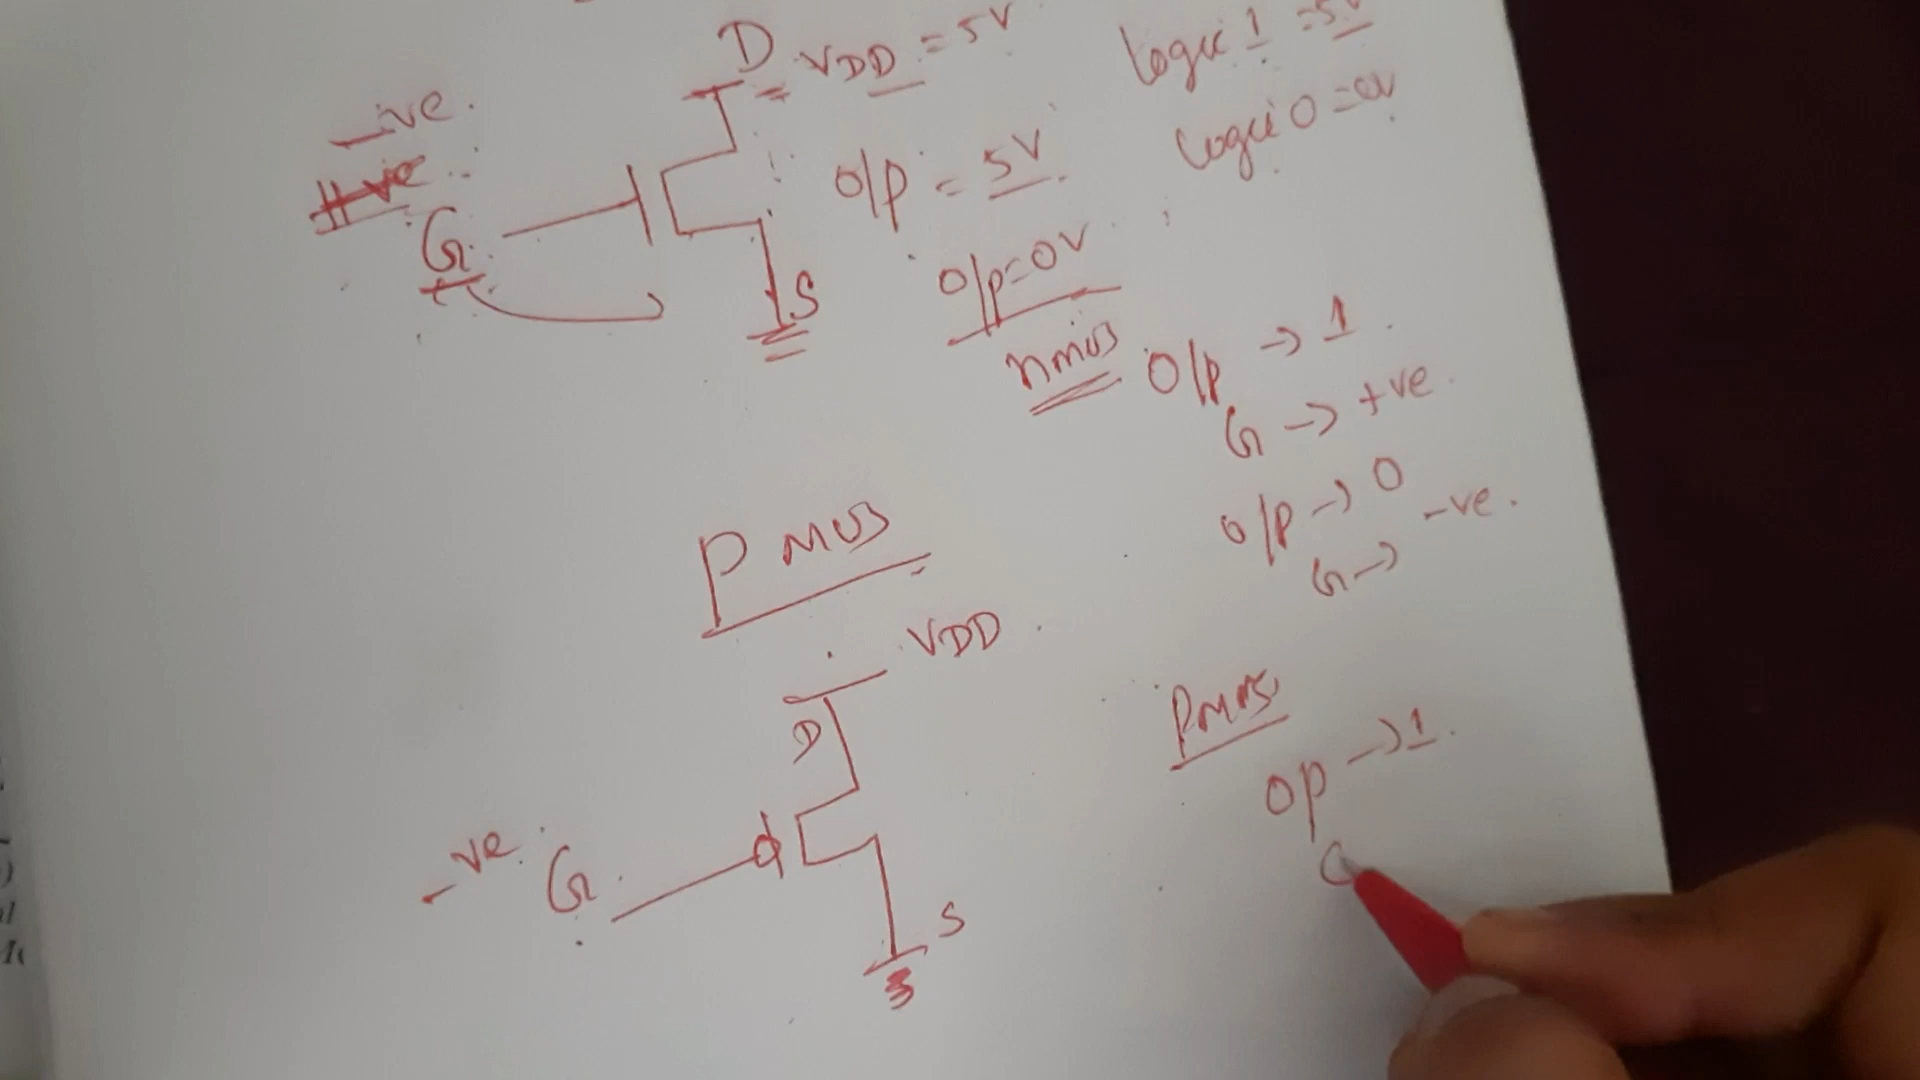 D VDD = 5V
logic 1 = 5V
logic 0 = 0V
-ve.
+ve
G
o/p = 5V
S
o/p = 0V
nmos o/p -> 1
G -> +ve
o/p -> 0
G -> -ve.
P MOS
VDD
D
-ve G
S
PMOS
OP -> 1
G